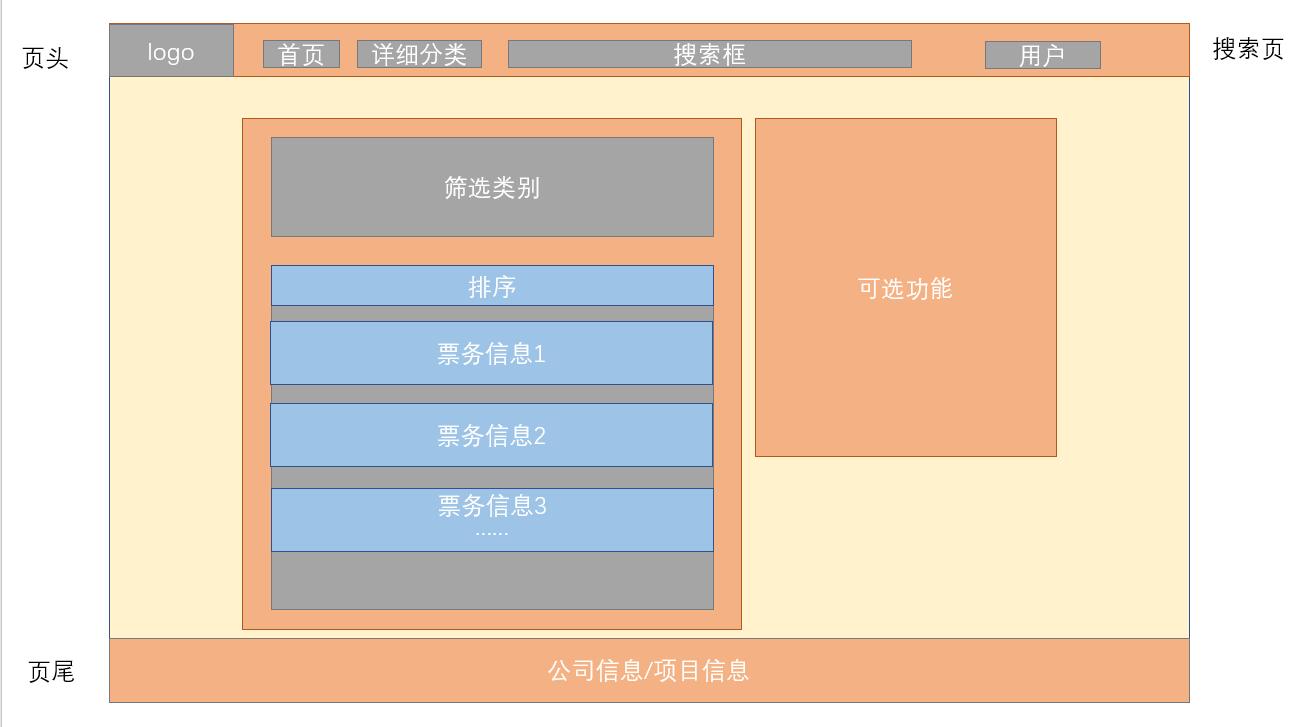 页头
logo
首页
详细分类
搜索框
用户
搜索页
筛选类别
排序
票务信息1
票务信息2
票务信息3
......
可选功能
页尾
公司信息/项目信息